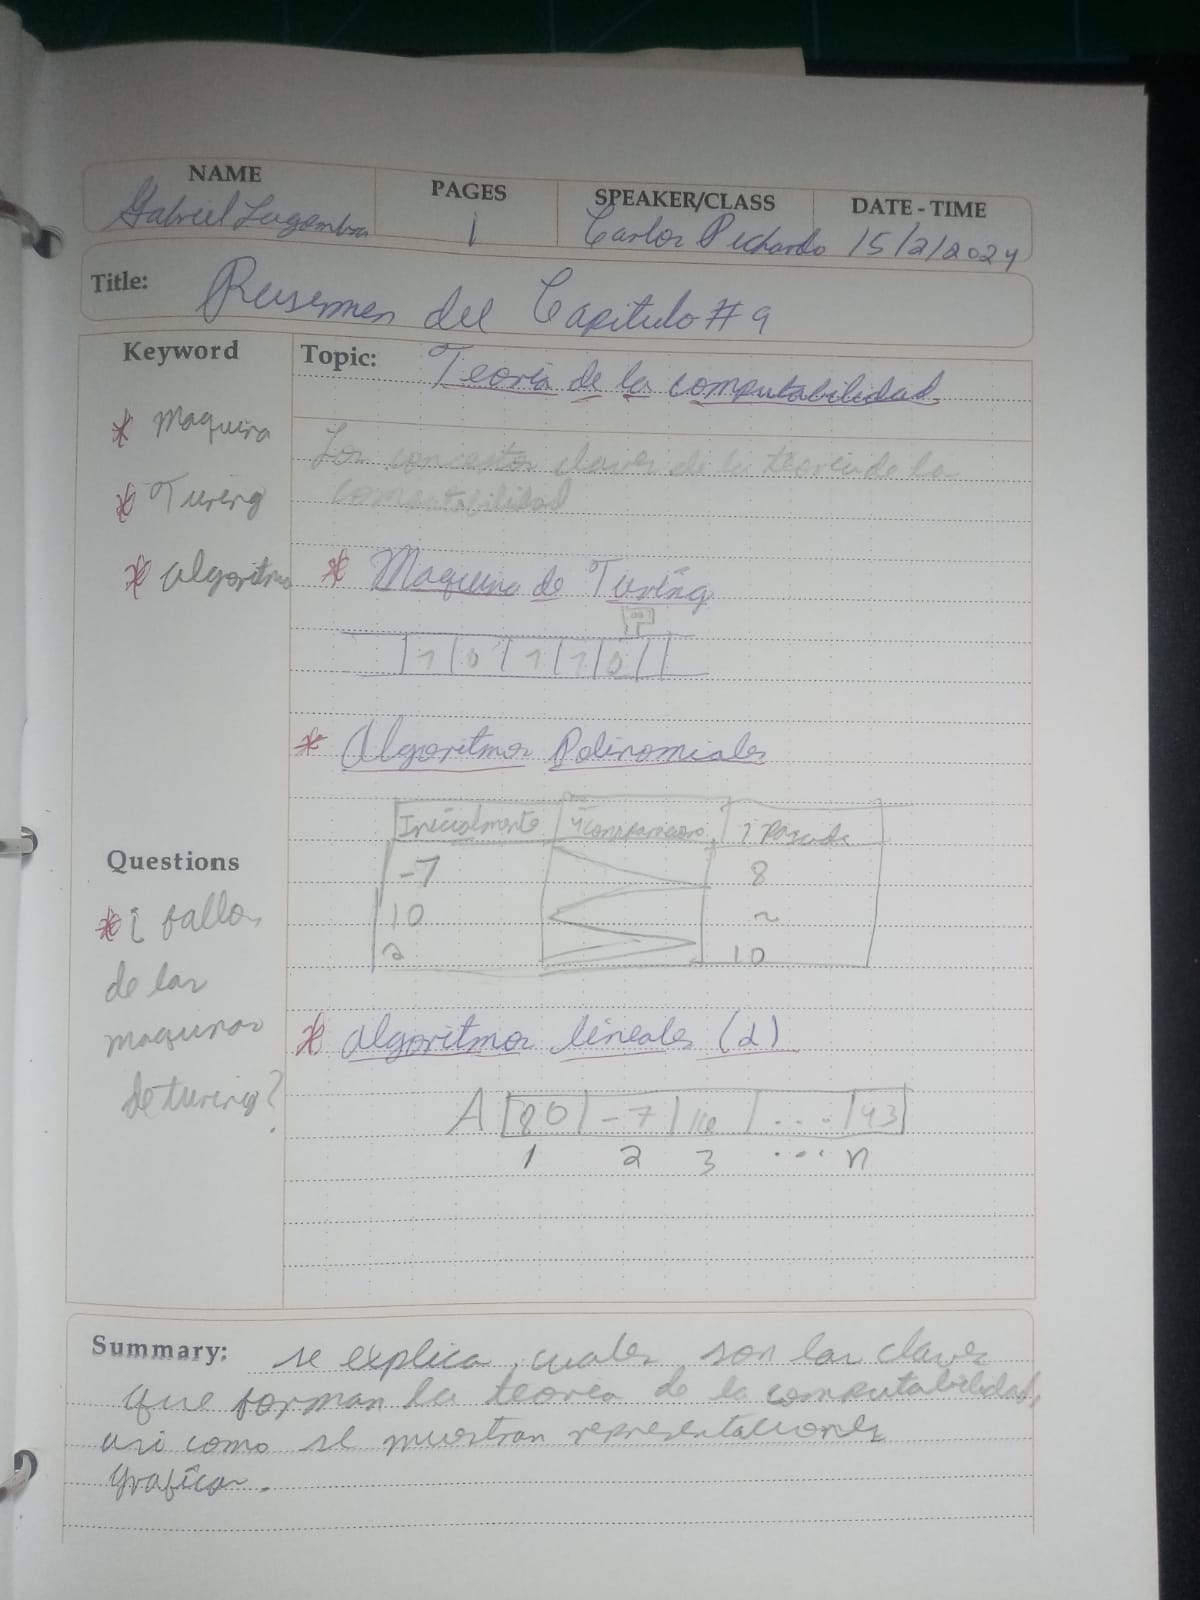 NAME
Gabriel
PAGES
1
SPEAKER/CLASS
Carlos Pichardo
DATE - TIME
15/2/2024
Title: Resumen del Capitulo # 9
Keyword
* Maquina
* Turing
* algoritmo
Questions
* ¿ fallos
de las
maquinas
de turing?
Topic: Teoria de la computabilidad
Los conceptos claves de la teoria de la
computabilidad
* Maquina de Turing
1 0 1 1 0
* Algoritmos Polinomiales
Inicialmente 1 Pasada
-7 8
10
2 10
* algoritmos lineales (2)
A 80 -7 10 ... 43
1 2 3 ... n
Summary: se explica cuales son las claves
que forman la teoria de la computabilidad,
asi como se muestran representaciones
graficas.